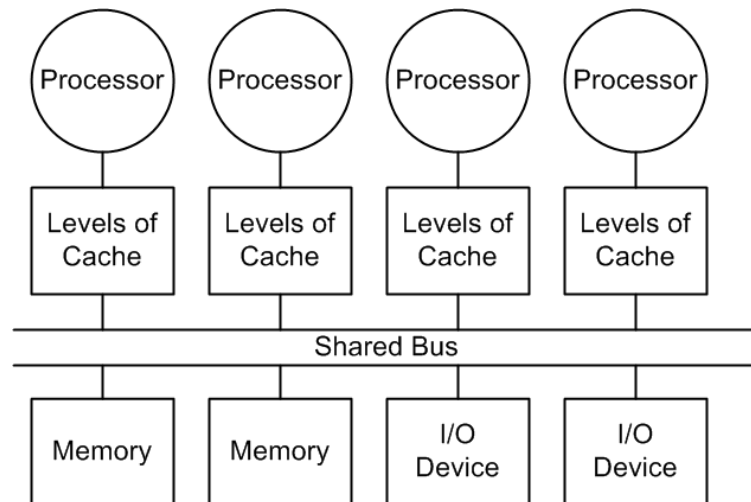 Processor
Processor
Processor
Processor
Levels of
Cache
Levels of
Cache
Levels of
Cache
Levels of
Cache
Shared Bus
Memory
Memory
I/O
Device
I/O
Device